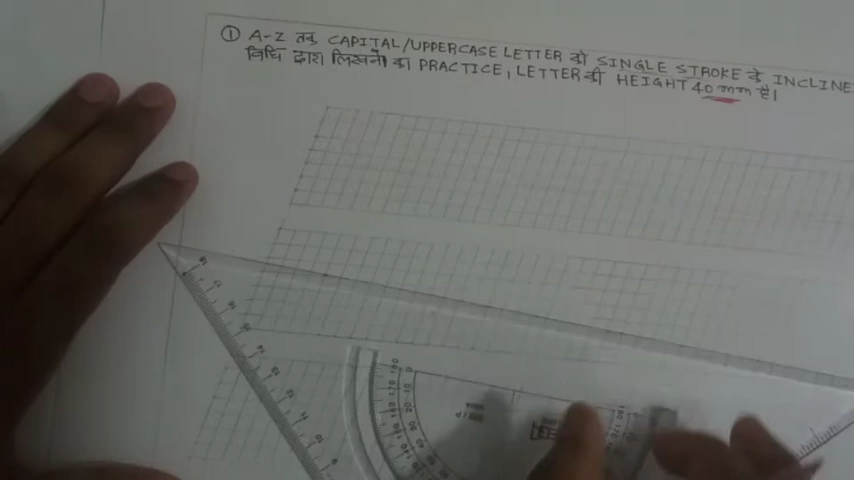 ① A-Z तक CAPITAL/UPPERCASE LETTER को SINGLE STROKE के INCLINE
विधि द्वारा लिखने का PRACTICE, LETTER की HEIGHT 40 mm है।